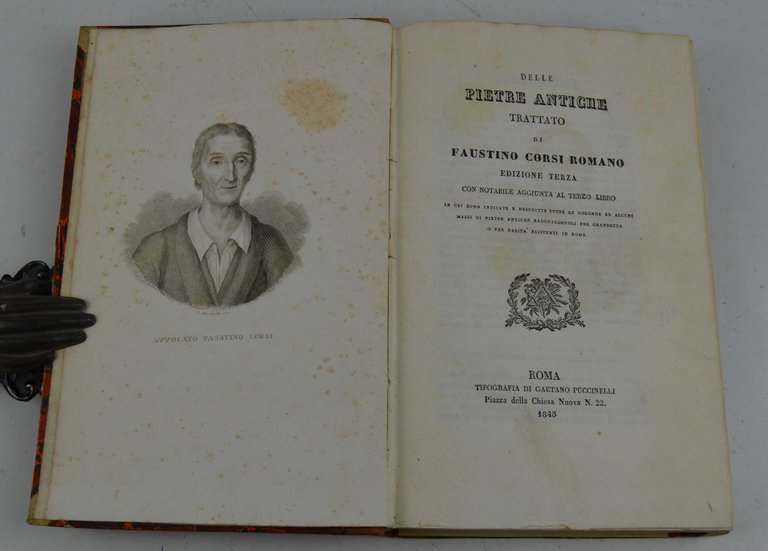 AVVOCATO FAUSTINO CORSI
DELLE
PIETRE ANTICHE
TRATTATO
DI
FAUSTINO CORSI ROMANO
EDIZIONE TERZA
CON NOTABILE AGGIUNTA AL TERZO LIBRO
IN CUI SONO INDICATE E DESCRITTE TUTTE LE COLONNE ED ALCUNI
MASSI DI PIETRE ANTICHE RAGGUARDEVOLI PER GRANDEZZA
O PER RARITA' ESISTENTI IN ROMA
ROMA
TIPOGRAFIA DI GAETANO PUCCINELLI
Piazza della Chiesa Nuova N. 22.
1845